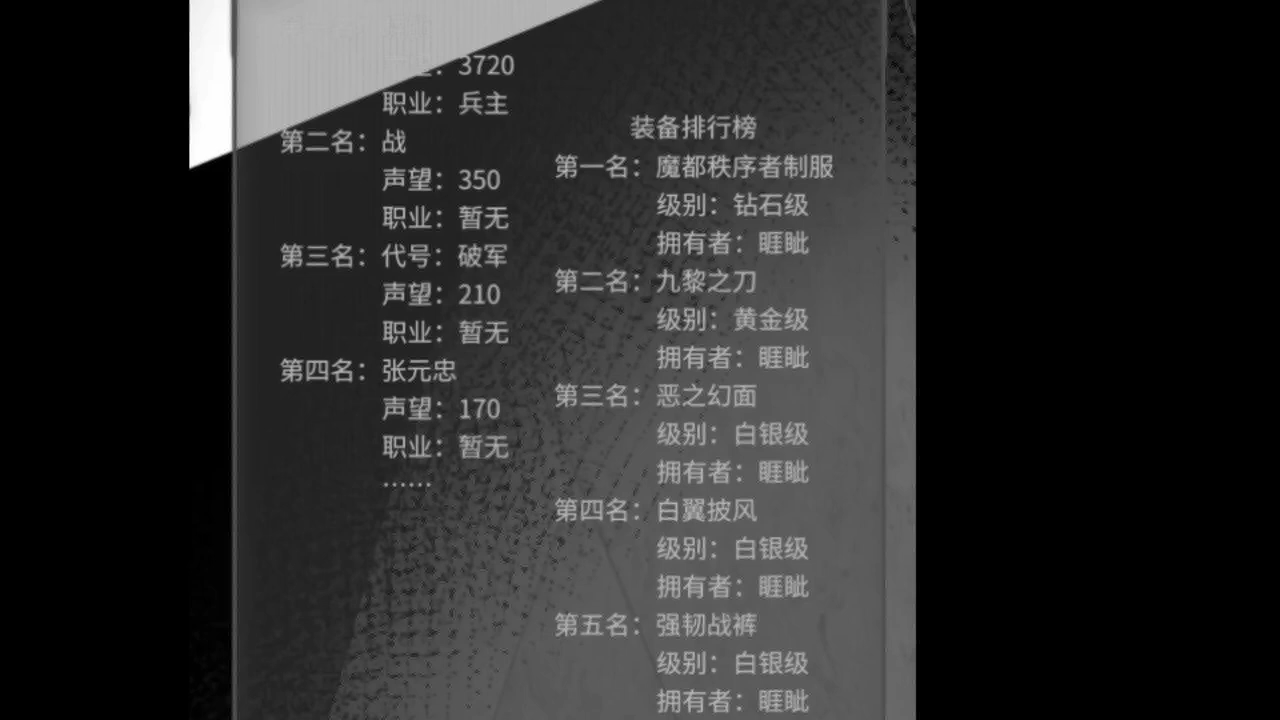 3720
职业：兵主
第二名：战
声望：350
职业：暂无
第三名：代号：破军
声望：210
职业：暂无
第四名：张元忠
声望：170
职业：暂无
……
装备排行榜
第一名：魔都秩序者制服
级别：钻石级
拥有者：睚眦
第二名：九黎之刀
级别：黄金级
拥有者：睚眦
第三名：恶之幻面
级别：白银级
拥有者：睚眦
第四名：白翼披风
级别：白银级
拥有者：睚眦
第五名：强韧战裤
级别：白银级
拥有者：睚眦